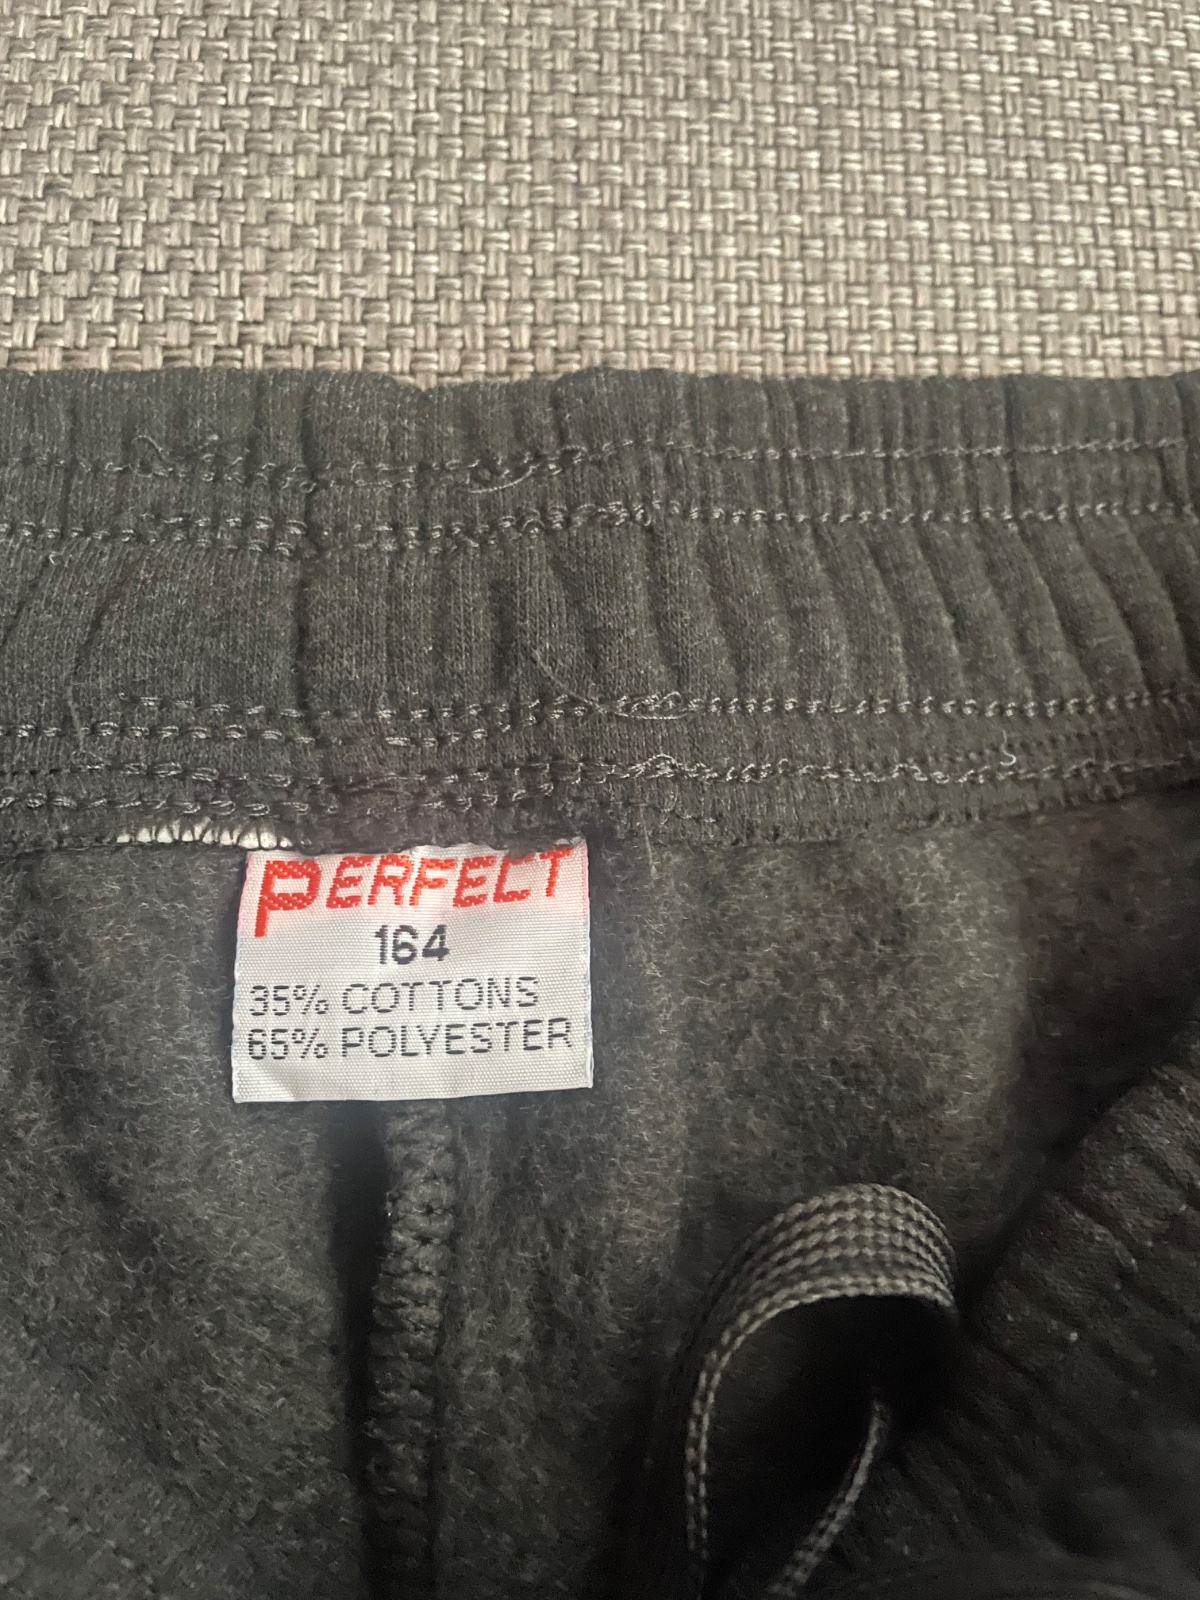 PERFECT
164
35% COTTONS
65% POLYESTER